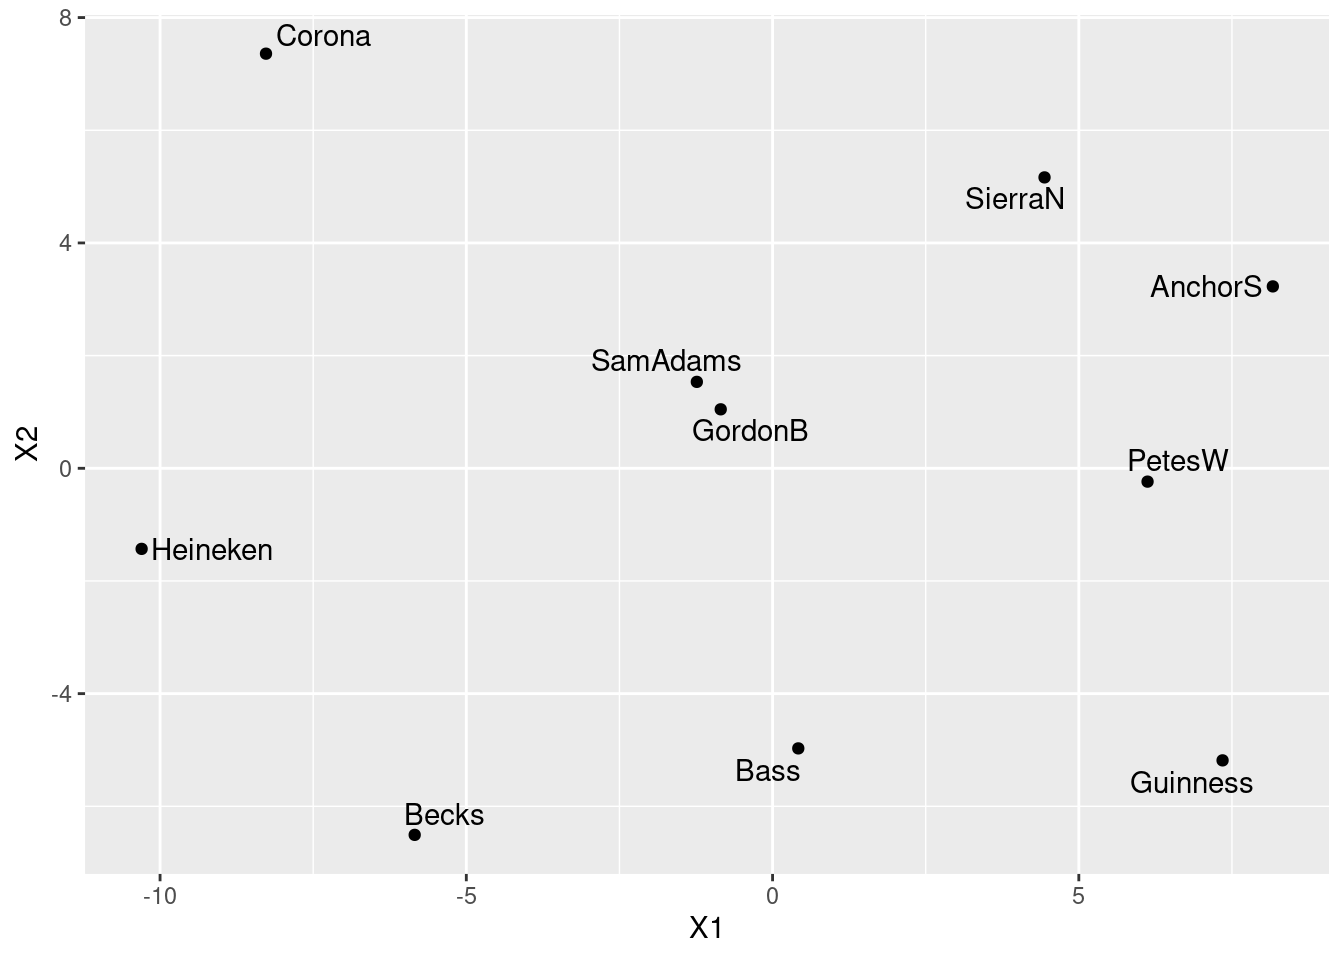 8
Corona
SierraN
4
AnchorS
SamAdams
GordonB
X2
PetesW
0
Heineken
-4
Bass
Guinness
Becks
-10 -5 0 5
X1